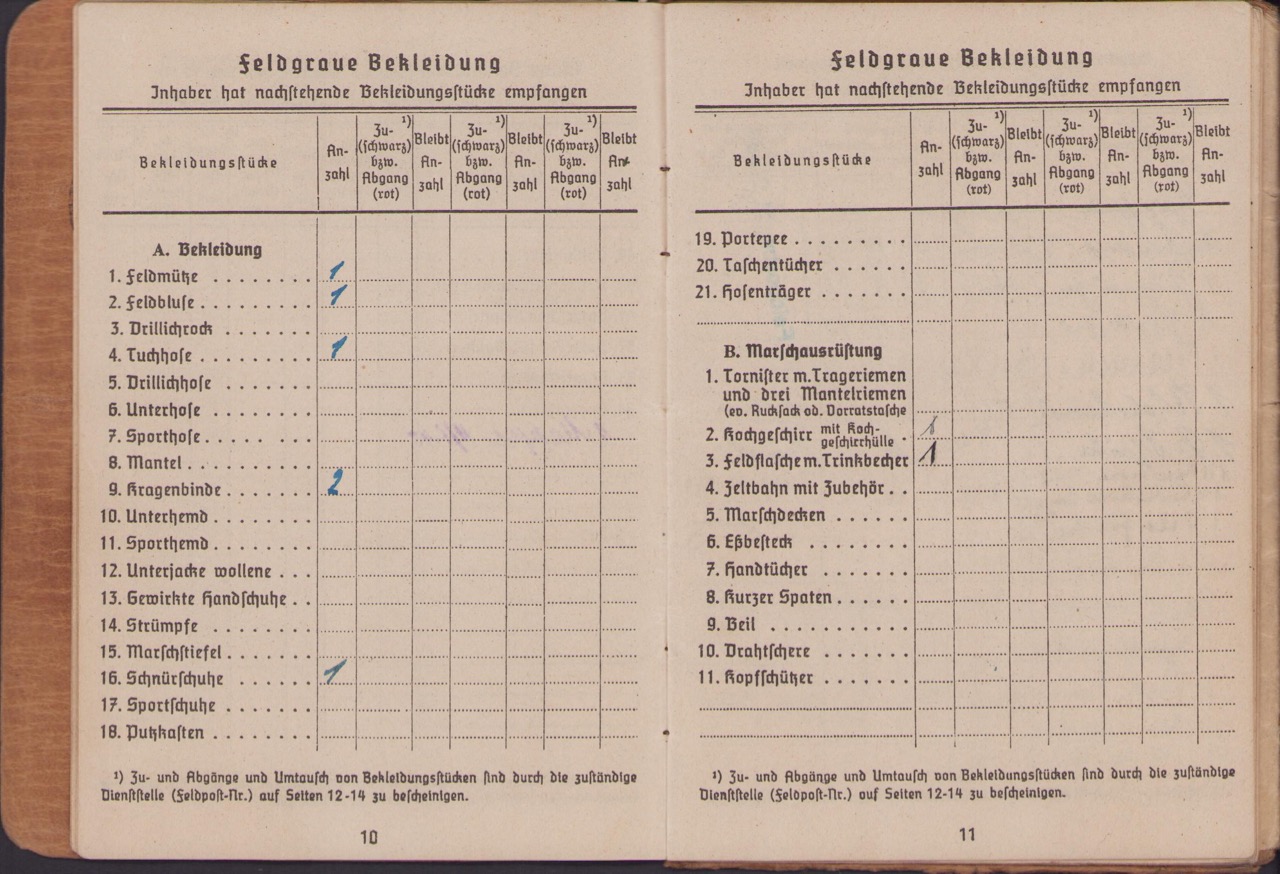 Feldgraue Bekleidung
Inhaber hat nachstehende Bekleidungsstücke empfangen
Bekleidungsstücke
An-
zahl
Zu- ¹)
(schwarz)
bzw.
Abgang
(rot)
Bleibt
An-
zahl
Zu- ¹)
(schwarz)
bzw.
Abgang
(rot)
Bleibt
An-
zahl
Zu- ¹)
(schwarz)
bzw.
Abgang
(rot)
Bleibt
An-
zahl
A. Bekleidung
1. Feldmütze . . . . . . . . 1
2. Feldbluse . . . . . . . . . 1
3. Drillichrock . . . . . . .
4. Tuchhose . . . . . . . . . 1
5. Drillichhose . . . . . . .
6. Unterhose . . . . . . . .
7. Sporthose . . . . . . . .
8. Mantel . . . . . . . . . .
9. Kragenbinde . . . . . . . 2
10. Unterhemd . . . . . . . .
11. Sporthemd . . . . . . . .
12. Unterjacke wollene . . .
13. Gewirkte Handschuhe . .
14. Strümpfe . . . . . . . .
15. Marschstiefel . . . . . . .
16. Schnürschuhe . . . . . . 1
17. Sportschuhe . . . . . . .
18. Putzkasten . . . . . . . .
¹) Zu- und Abgänge und Umtausch von Bekleidungsstücken sind durch die zuständige
Dienststelle (Feldpost-Nr.) auf Seiten 12-14 zu bescheinigen.
10
Feldgraue Bekleidung
Inhaber hat nachstehende Bekleidungsstücke empfangen
Bekleidungsstücke
An-
zahl
Zu- ¹)
(schwarz)
bzw.
Abgang
(rot)
Bleibt
An-
zahl
Zu- ¹)
(schwarz)
bzw.
Abgang
(rot)
Bleibt
An-
zahl
Zu- ¹)
(schwarz)
bzw.
Abgang
(rot)
Bleibt
An-
zahl
19. Portepee . . . . . . . . .
20. Taschentücher . . . . . .
21. Hosenträger . . . . . . .
B. Marschausrüstung
1. Tornister m. Trageriemen
und drei Mantelriemen
(ev. Rucksack od. Vorratstasche
2. Kochgeschirr mit Koch-
geschirrhülle .
3. Feldflasche m. Trinkbecher 1
4. Zeltbahn mit Zubehör . .
5. Marschdecken . . . . . .
6. Eßbesteck . . . . . . . .
7. Handtücher . . . . . . .
8. Kurzer Spaten . . . . . .
9. Beil . . . . . . . . . . .
10. Drahtschere . . . . . . .
11. Kopfschützer . . . . . . .
¹) Zu- und Abgänge und Umtausch von Bekleidungsstücken sind durch die zuständige
Dienststelle (Feldpost-Nr.) auf Seiten 12-14 zu bescheinigen.
11